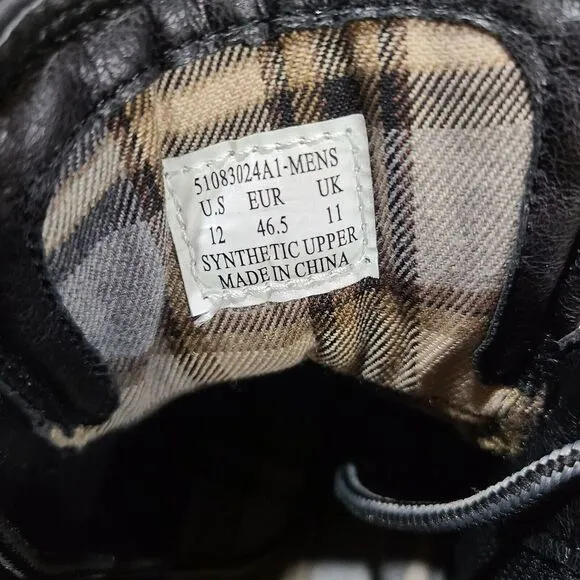 51083024A1-MENS
U.S EUR UK
12 46.5 11
SYNTHETIC UPPER
MADE IN CHINA